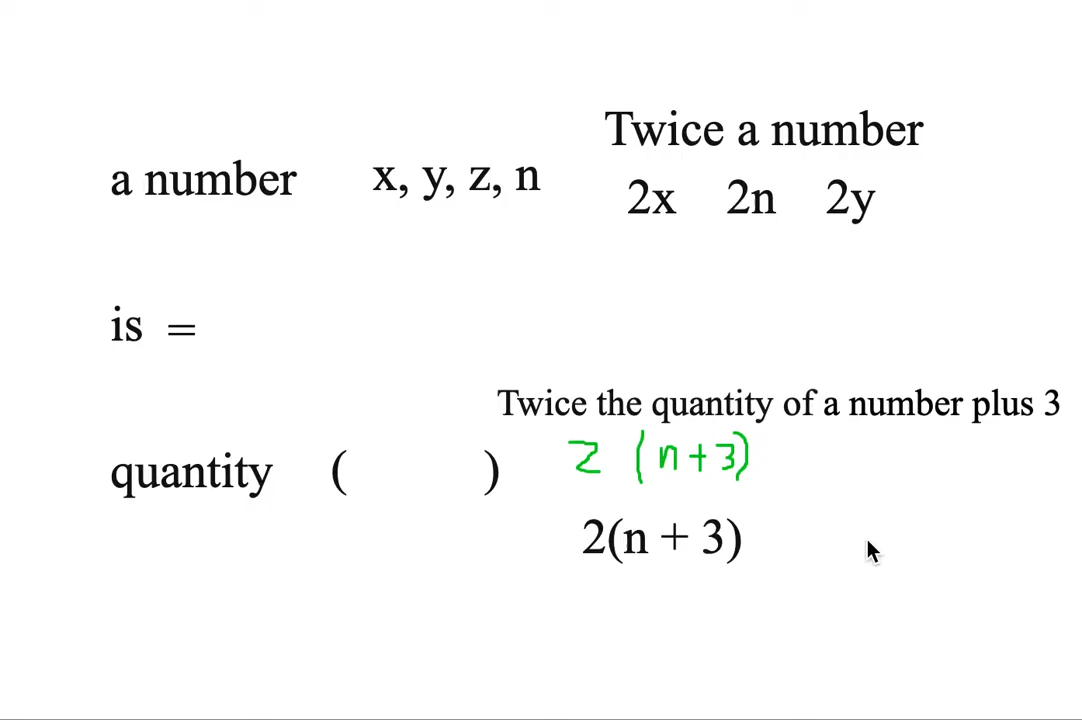 Twice a number
a number x, y, z, n
2x 2n 2y
is =
Twice the quantity of a number plus 3
2 (n+3)
quantity ( )
2(n + 3)